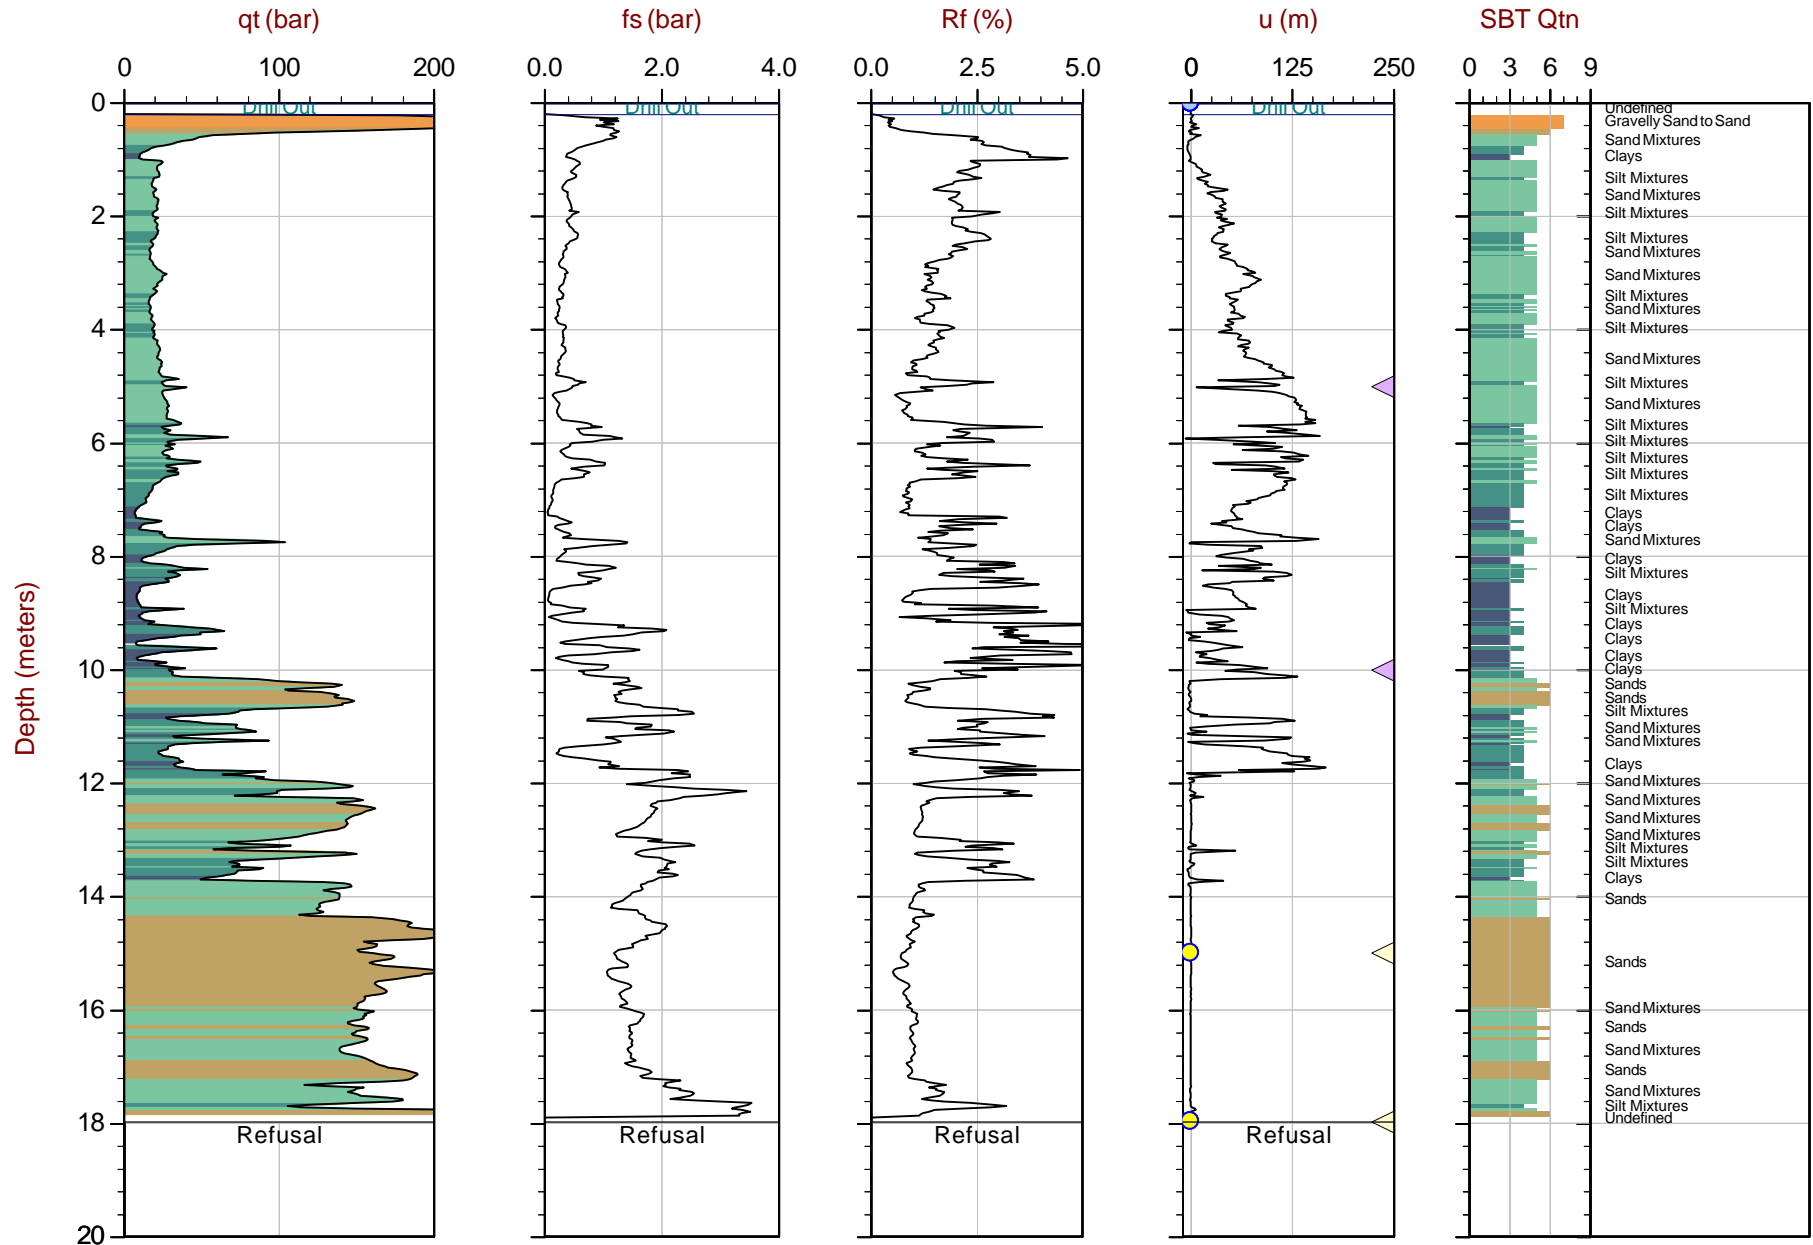 qt (bar) fs (bar) Rf (%) u (m) SBT Qtn
0 100 200 0.0 2.0 4.0 0.0 2.5 5.0 0 125 250 0 3 6 9
0
Drill Out Drill Out Drill Out Drill Out
Undefined
Gravelly Sand to Sand
Sand Mixtures
Clays
Silt Mixtures
Sand Mixtures
2
Silt Mixtures
Silt Mixtures
Sand Mixtures
Sand Mixtures
Silt Mixtures
Sand Mixtures
4
Silt Mixtures
Sand Mixtures
Silt Mixtures
Sand Mixtures
Silt Mixtures
6
Silt Mixtures
Silt Mixtures
Silt Mixtures
Silt Mixtures
Clays
Clays
Sand Mixtures
8
Clays
Silt Mixtures
Clays
Silt Mixtures
Clays
Clays
Clays
10
Clays
Sands
Sands
Silt Mixtures
Sand Mixtures
Sand Mixtures
Clays
12
Sand Mixtures
Sand Mixtures
Sand Mixtures
Sand Mixtures
Silt Mixtures
Silt Mixtures
Clays
14
Sands
Sands
16
Sand Mixtures
Sands
Sand Mixtures
Sands
Sand Mixtures
Silt Mixtures
18
Undefined
Refusal Refusal Refusal Refusal
20
Depth (meters)